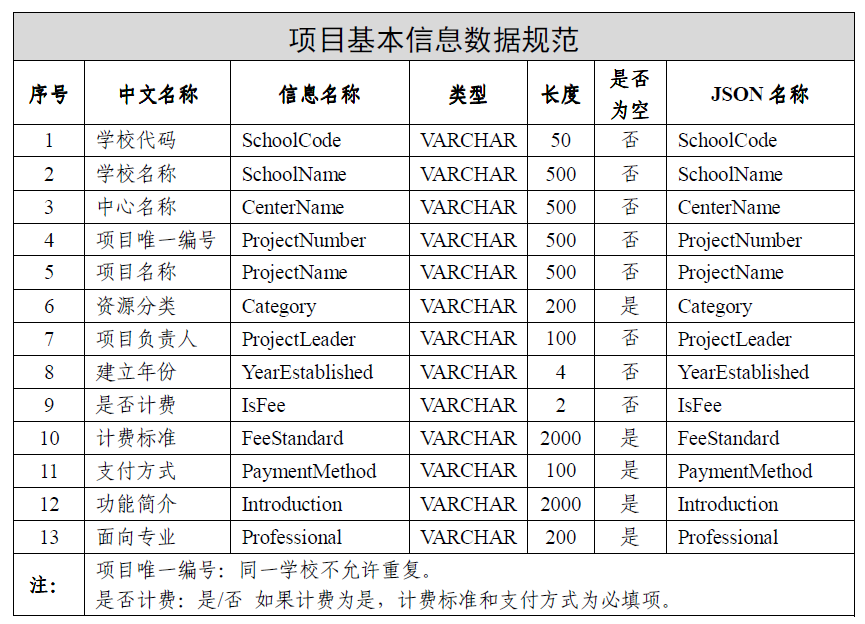 项目基本信息数据规范
序号 中文名称 信息名称 类型 长度 是否为空 JSON 名称
1 学校代码 SchoolCode VARCHAR 50 否 SchoolCode
2 学校名称 SchoolName VARCHAR 500 否 SchoolName
3 中心名称 CenterName VARCHAR 500 否 CenterName
4 项目唯一编号 ProjectNumber VARCHAR 500 否 ProjectNumber
5 项目名称 ProjectName VARCHAR 500 否 ProjectName
6 资源分类 Category VARCHAR 200 是 Category
7 项目负责人 ProjectLeader VARCHAR 100 否 ProjectLeader
8 建立年份 YearEstablished VARCHAR 4 否 YearEstablished
9 是否计费 IsFee VARCHAR 2 否 IsFee
10 计费标准 FeeStandard VARCHAR 2000 是 FeeStandard
11 支付方式 PaymentMethod VARCHAR 100 是 PaymentMethod
12 功能简介 Introduction VARCHAR 2000 是 Introduction
13 面向专业 Professional VARCHAR 200 是 Professional
注：
项目唯一编号：同一学校不允许重复。
是否计费：是/否 如果计费为是，计费标准和支付方式为必填项。